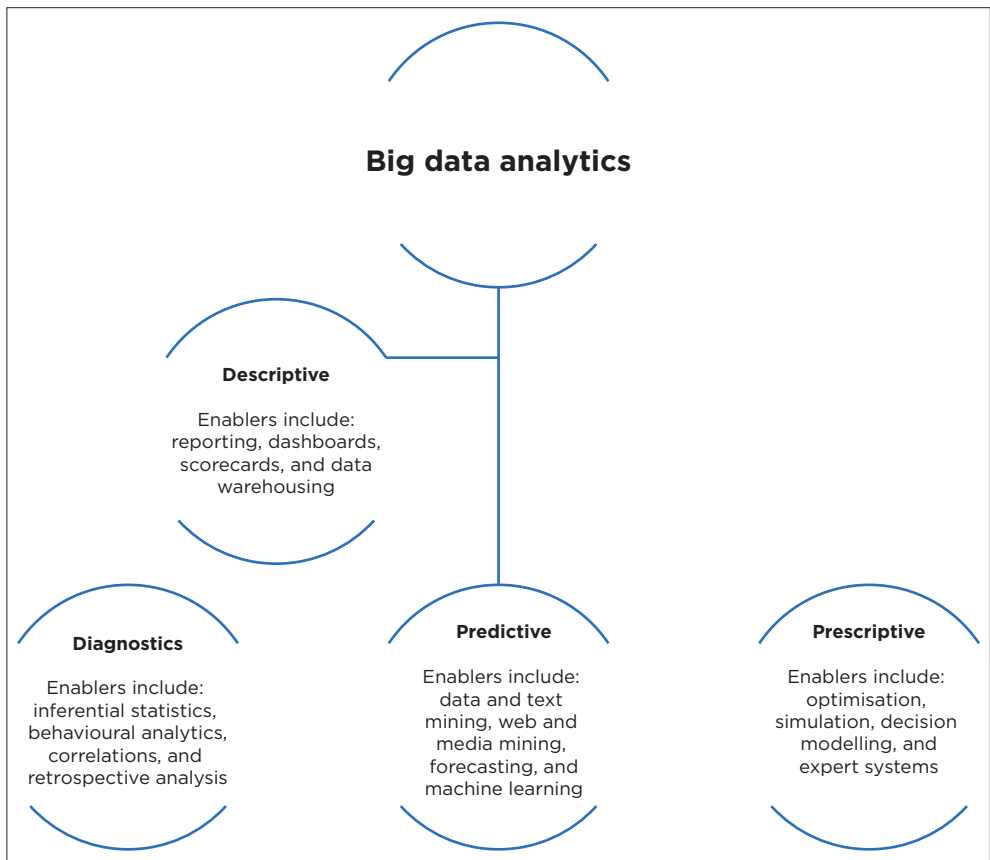 Big data analytics
Descriptive
Enablers include:
reporting, dashboards,
scorecards, and data
warehousing
Diagnostics
Enablers include:
inferential statistics,
behavioural analytics,
correlations, and
retrospective analysis
Predictive
Enablers include:
data and text
mining, web and
media mining,
forecasting, and
machine learning
Prescriptive
Enablers include:
optimisation,
simulation, decision
modelling, and
expert systems